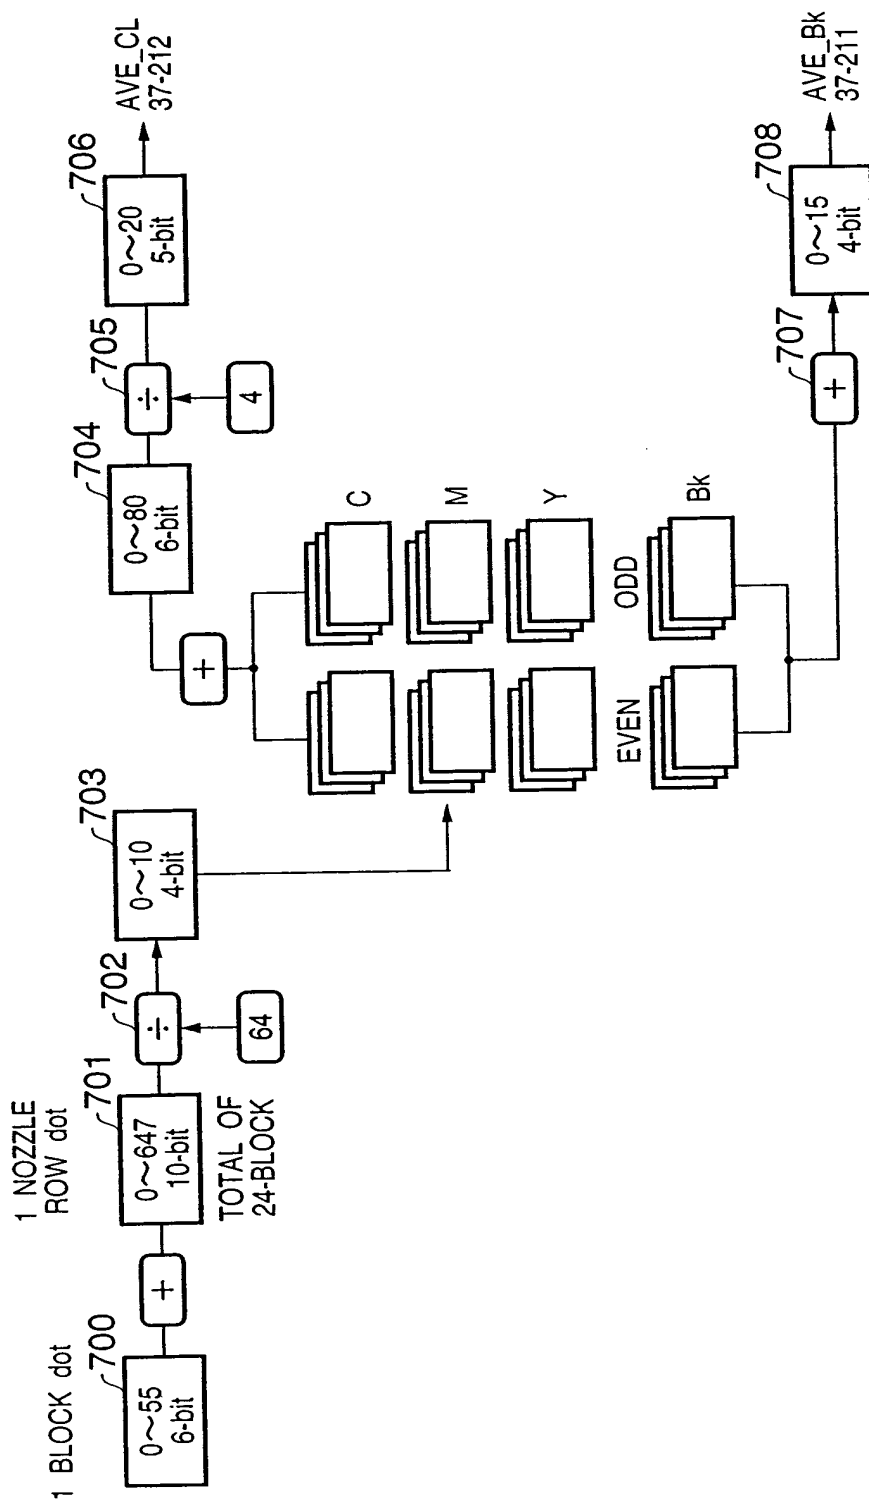 1 BLOCK dot
700
0~55
6-bit
+
1 NOZZLE
ROW dot
701
0~647
10-bit
TOTAL OF
24-BLOCK
702
÷
64
703
0~10
4-bit
+
704
0~80
6-bit
705
÷
4
706
0~20
5-bit
AVE_CL
37-212
C
M
Y
EVEN
ODD
Bk
707
+
708
0~15
4-bit
AVE_Bk
37-211